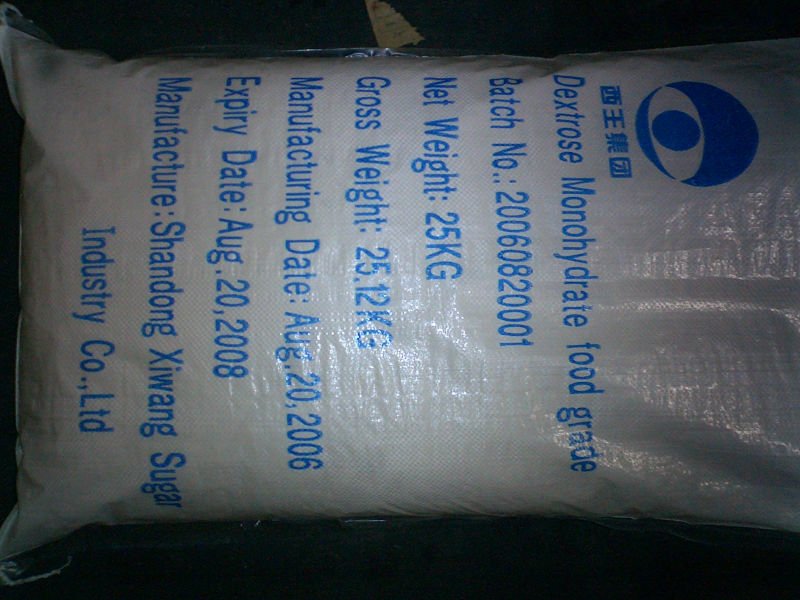 西王集团
Dextrose Monohydrate food grade
Batch No.: 20060820001
Net Weight: 25KG
Gross Weight: 25.12KG
Manufacturing Date: Aug.20,2006
Expiry Date: Aug.20,2008
Manufacture: Shandong Xiwang Sugar
Industry Co.,Ltd